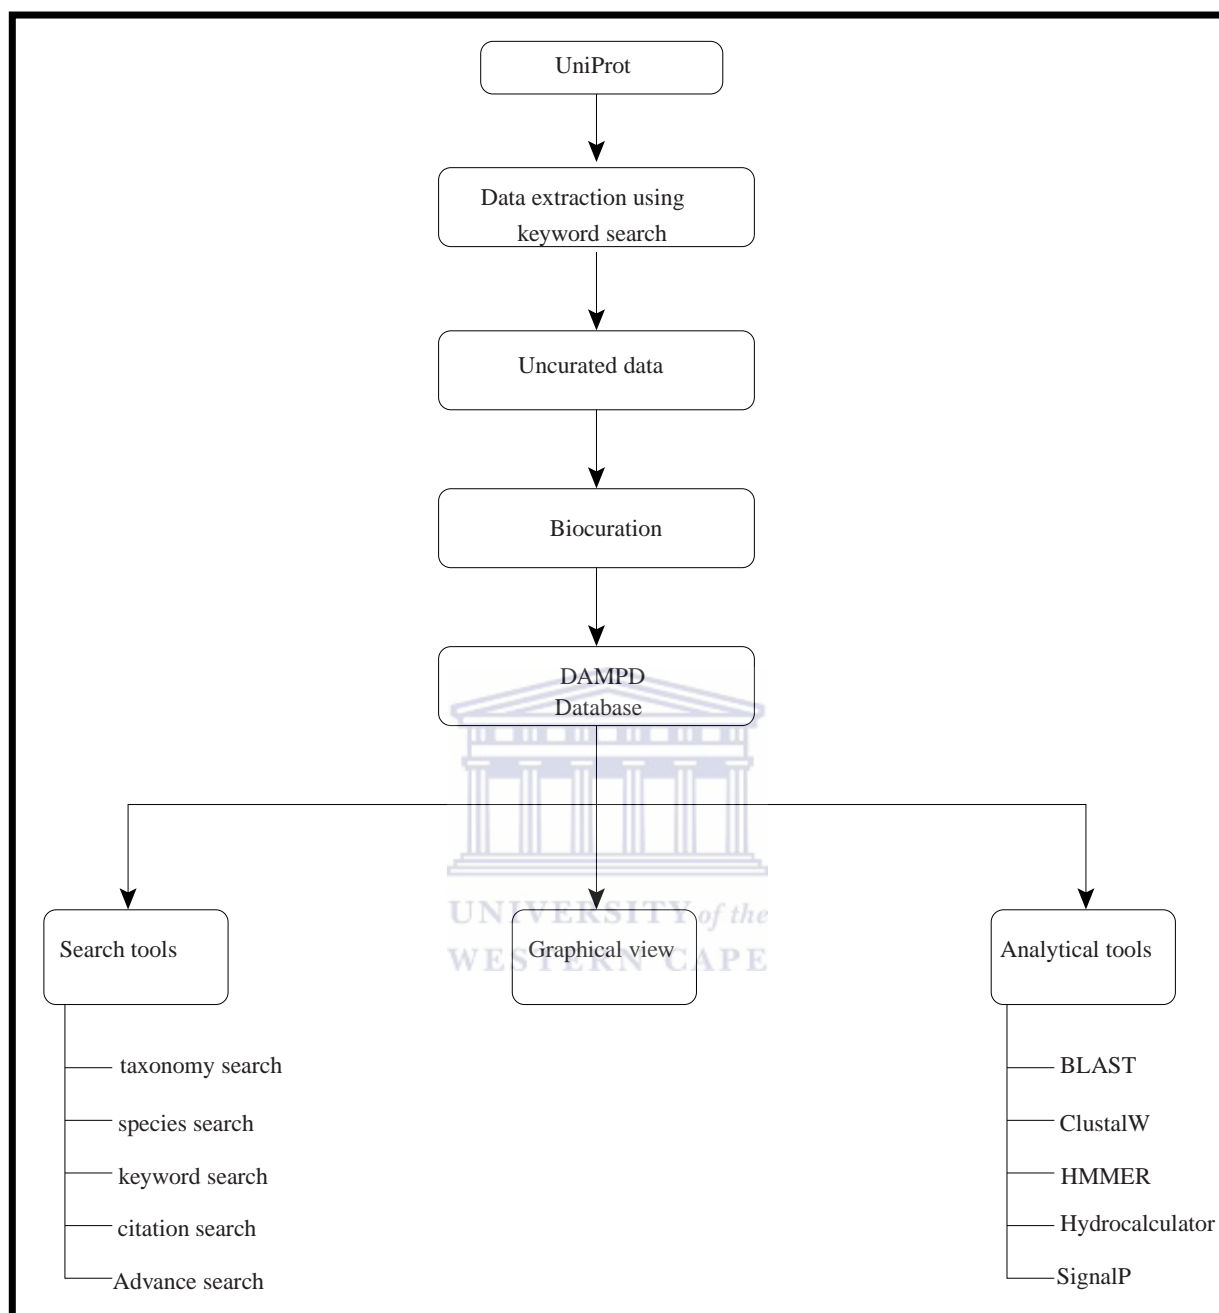 UniProt
Data extraction using
keyword search
Uncurated data
Biocuration
DAMPD
Database
UNIVERSITY of the
WESTERN CAPE
Search tools
Graphical view
Analytical tools
taxonomy search
species search
keyword search
citation search
Advance search
BLAST
ClustalW
HMMER
Hydrocalculator
SignalP